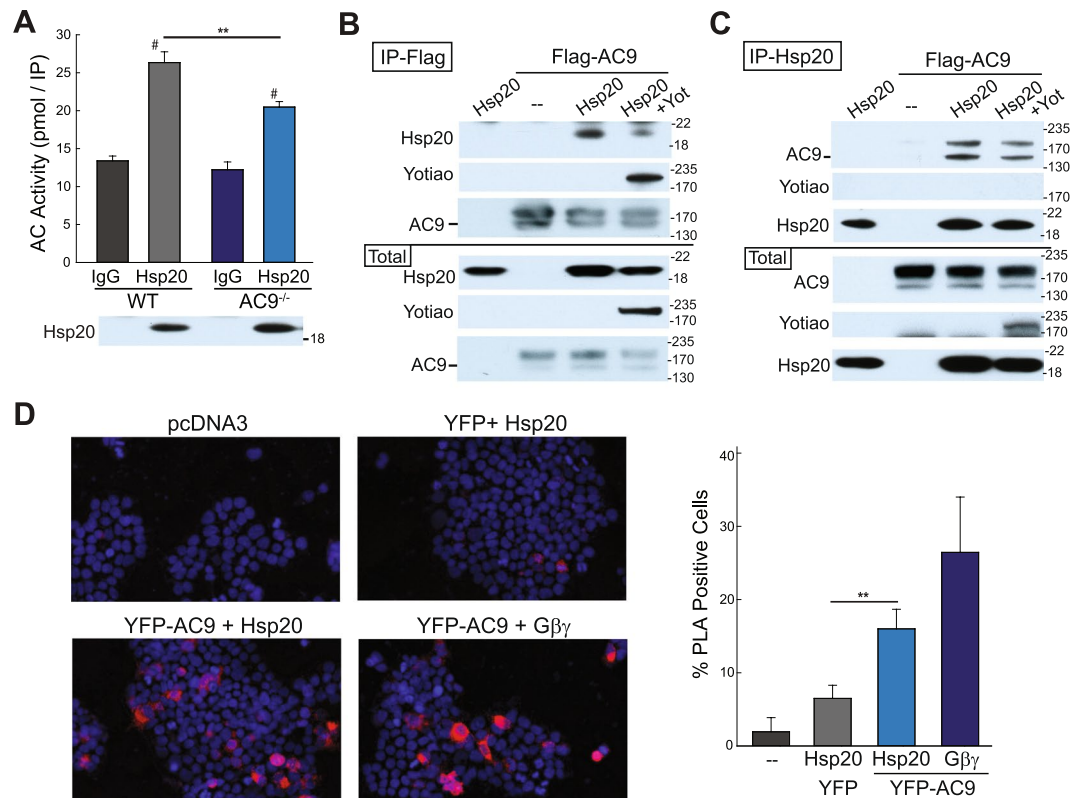 A
AC Activity (pmol / IP)
30
25
20
15
10
5
0
#
**
#
IgG Hsp20 IgG Hsp20
WT AC9-/-
Hsp20
-18
B
IP-Flag
Flag-AC9
Hsp20 -- Hsp20 Hsp20 +Yot
Hsp20
-22
-18
Yotiao
-235
-170
AC9
-170
-130
Total
Hsp20
-22
-18
Yotiao
-235
-170
AC9
-235
-170
-130
C
IP-Hsp20
Flag-AC9
Hsp20 -- Hsp20 Hsp20 +Yot
AC9
-235
-170
-130
Yotiao
-170
Hsp20
-22
-18
Total
AC9
-235
-170
-130
Yotiao
-235
-170
Hsp20
-22
-18
D
pcDNA3
YFP+ Hsp20
YFP-AC9 + Hsp20
YFP-AC9 + Gβγ
% PLA Positive Cells
40
30
20
10
0
**
-- Hsp20 Hsp20 Gβγ
YFP YFP-AC9